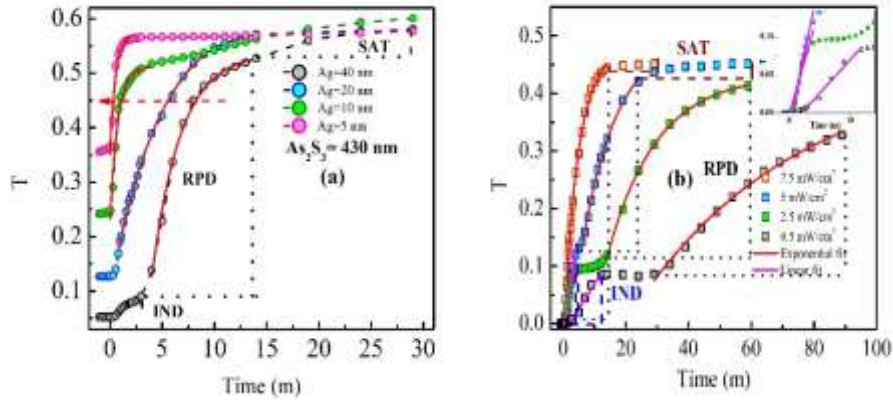 0.6
0.5
0.4
0.3
0.2
0.1
T
SAT
Ag=40 nm
Ag=20 nm
Ag=10 nm
Ag=5 nm
As2S3= 430 nm
RPD
(a)
IND
0 5 10 15 20 25 30
Time (m)
0.6
0.5
0.4
0.3
0.2
0.1
0.0
T
SAT
(b)
RPD
7.5 mW/cm2
5 mW/cm2
2.5 mW/cm2
0.5 mW/cm2
Exponential fit
Linear fit
IND
0 20 40 60 80 100
Time (m)